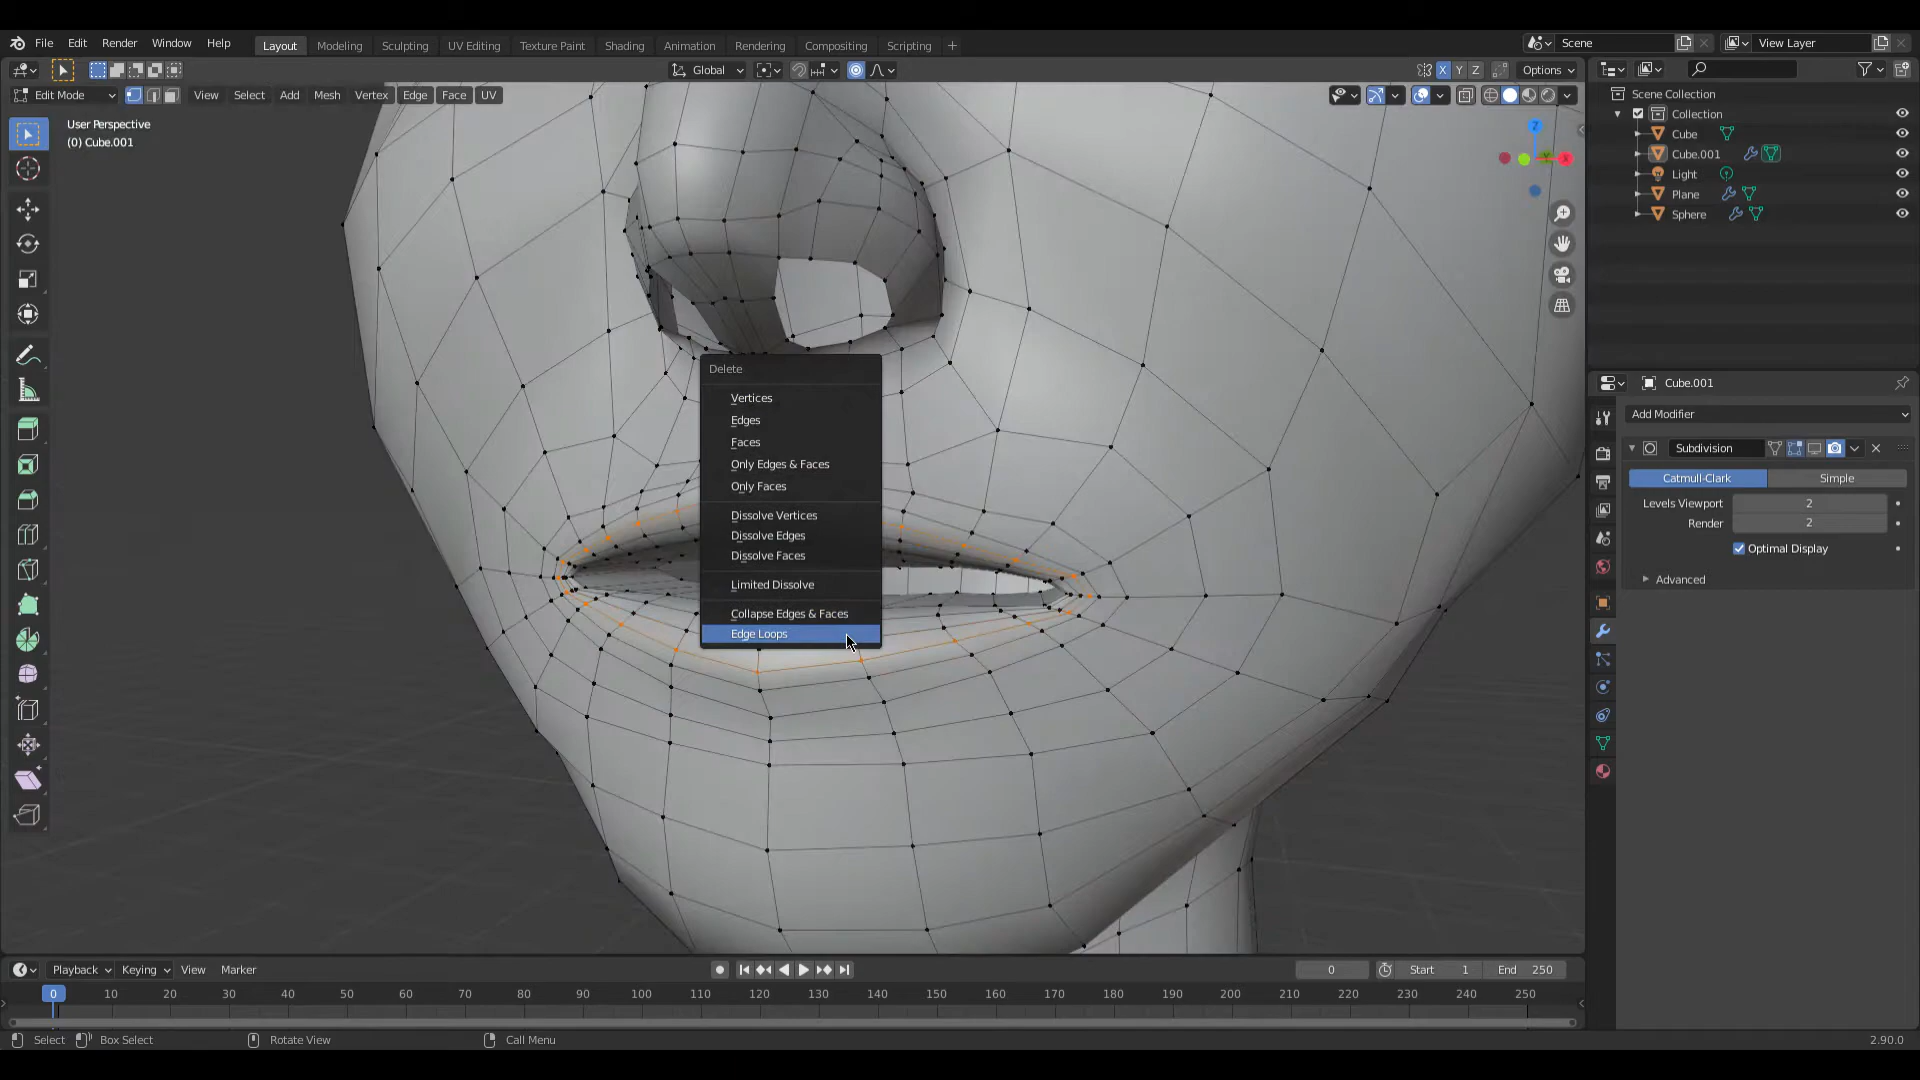 File Edit Render Window Help Layout Modeling Sculpting UV Editing Texture Paint Shading Animation Rendering Compositing Scripting + Scene View Layer
Global X Y Z Options
Edit Mode View Select Add Mesh Vertex Edge Face UV
Scene Collection
Collection
Cube
Cube.001
Light
Plane
Sphere
User Perspective
(0) Cube.001
Z
Y
X
Delete
Vertices
Edges
Faces
Only Edges & Faces
Only Faces
Dissolve Vertices
Dissolve Edges
Dissolve Faces
Limited Dissolve
Collapse Edges & Faces
Edge Loops
Cube.001
Add Modifier
Subdivision
Catmull-Clark Simple
Levels Viewport 2
Render 2
Optimal Display
Advanced
Playback Keying View Marker 0 Start 1 End 250
0 10 20 30 40 50 60 70 80 90 100 110 120 130 140 150 160 170 180 190 200 210 220 230 240 250
Select Box Select Rotate View Call Menu 2.90.0